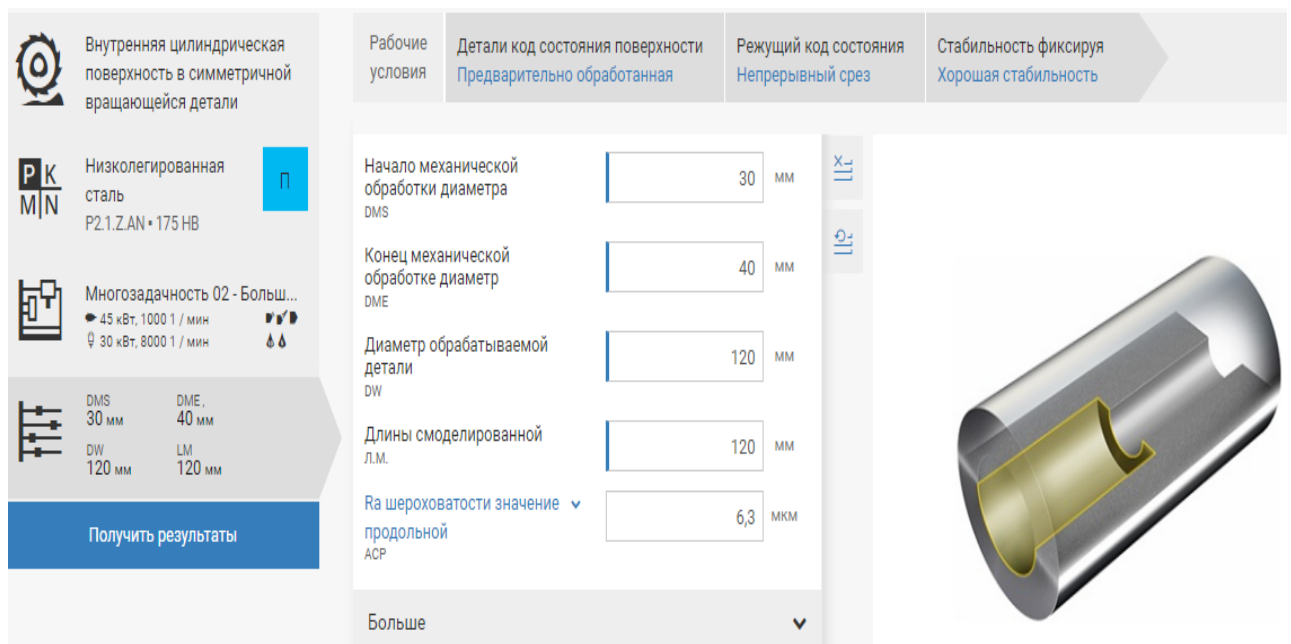 Внутренняя цилиндрическая
поверхность в симметричной
вращающейся детали
P K
M N
Низколегированная
сталь
P2.1.Z.AN • 175 HB
П
Многозадачность 02 - Больш...
45 кВт, 1000 1 / мин
30 кВт, 8000 1 / мин
DMS DME,
30 мм 40 мм
DW LM
120 мм 120 мм
Получить результаты
Рабочие
условия
Детали код состояния поверхности
Предварительно обработанная
Режущий код состояния
Непрерывный срез
Стабильность фиксируя
Хорошая стабильность
Начало механической
обработки диаметра
DMS
30 мм
Конец механической
обработке диаметр
DME
40 мм
Диаметр обрабатываемой
детали
DW
120 мм
Длины смоделированной
Л.М.
120 мм
Ra шероховатости значение
продольной
ACP
6,3 мкм
Больше